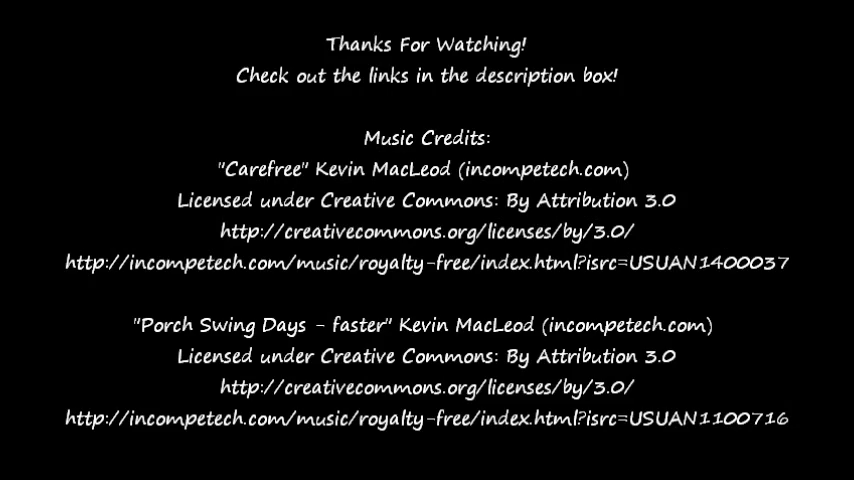 Thanks For Watching!
Check out the links in the description box!
Music Credits:
"Carefree" Kevin MacLeod (incompetech.com)
Licensed under Creative Commons: By Attribution 3.0
http://creativecommons.org/licenses/by/3.0/
http://incompetech.com/music/royalty-free/index.html?isrc=USUAN1400037
"Porch Swing Days - faster" Kevin MacLeod (incompetech.com)
Licensed under Creative Commons: By Attribution 3.0
http://creativecommons.org/licenses/by/3.0/
http://incompetech.com/music/royalty-free/index.html?isrc=USUAN1100716